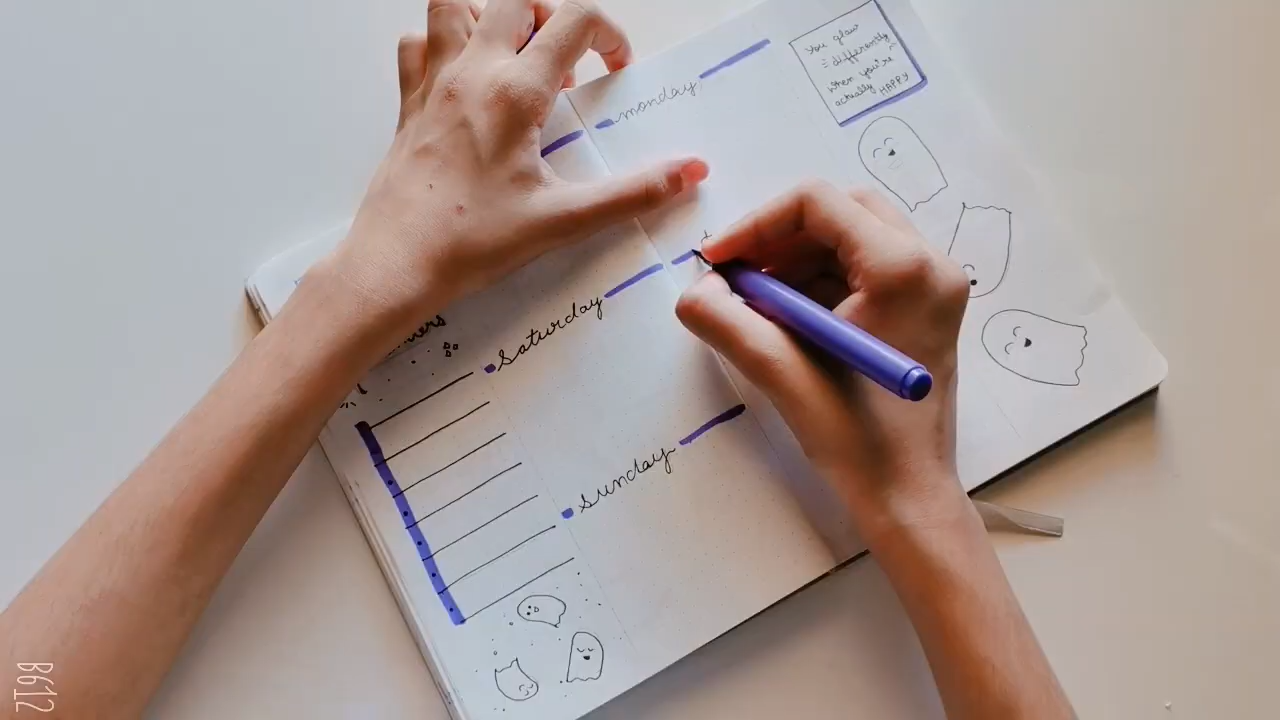 monday
You glow
differently
when you're
actually HAPPY
Saturday
Sunday
B612